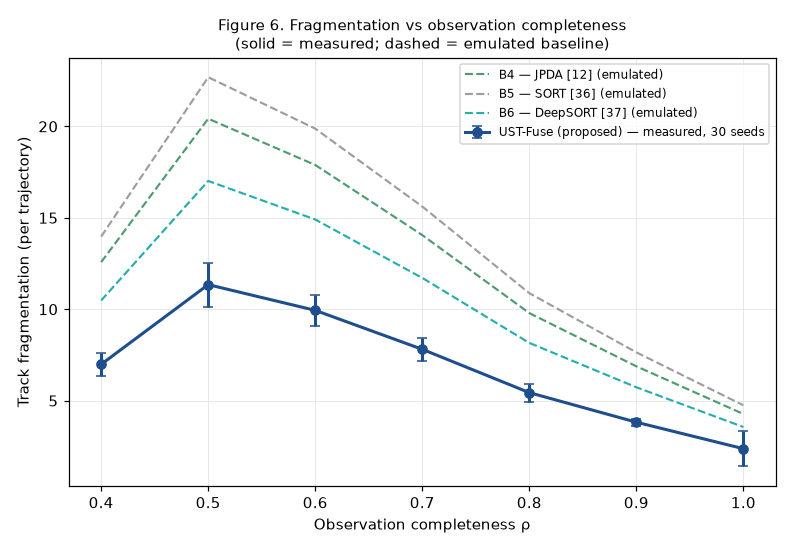 Figure 6. Fragmentation vs observation completeness
(solid = measured; dashed = emulated baseline)
B4 — JPDA [12] (emulated)
B5 — SORT [36] (emulated)
B6 — DeepSORT [37] (emulated)
UST-Fuse (proposed) — measured, 30 seeds
Track fragmentation (per trajectory)
20
15
10
5
0.4 0.5 0.6 0.7 0.8 0.9 1.0
Observation completeness ρ